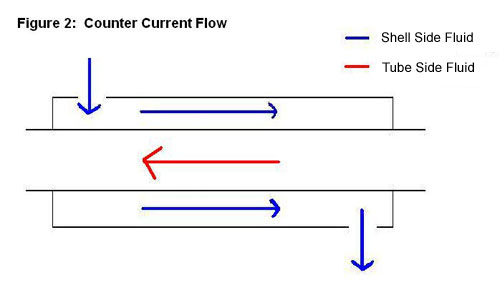 Figure 2:  Counter Current Flow
Shell Side Fluid
Tube Side Fluid